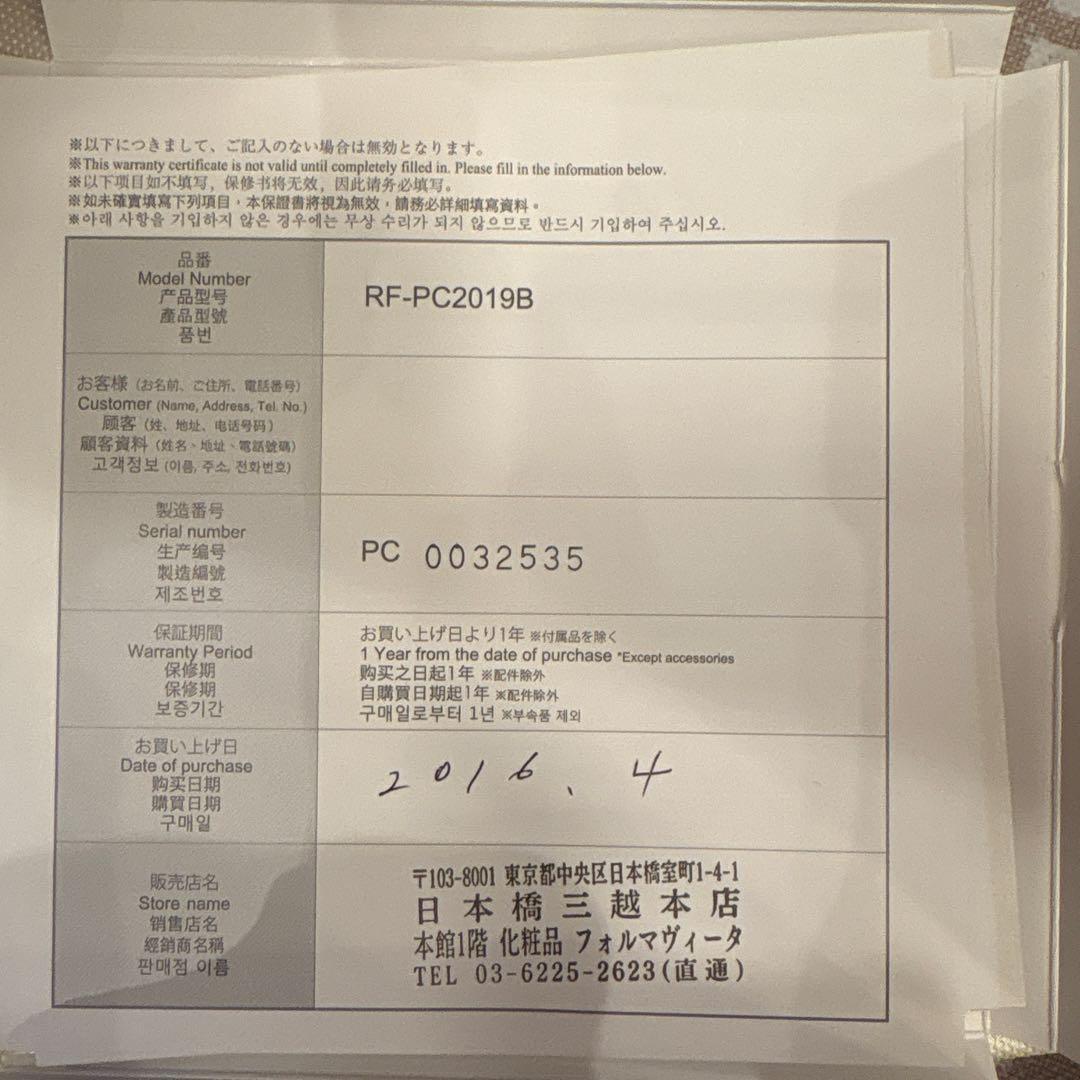 ※以下につきまして、ご記入のない場合は無効となります。
※This warranty certificate is not valid until completely filled in. Please fill in the information below.
※以下项目如不填写，保修书将无效，因此请务必填写。
※如未確實填寫下列項目，本保證書將視為無效，請務必詳細填寫資料。
※아래 사항을 기입하지 않은 경우에는 무상 수리가 되지 않으므로 반드시 기입하여 주십시오.
品番
Model Number
产品型号
產品型號
품번
RF-PC2019B
お客様（お名前、ご住所、電話番号）
Customer (Name, Address, Tel. No.)
顾客（姓、地址、电话号码）
顧客資料（姓名、地址、電話號碼）
고객정보 (이름, 주소, 전화번호)
製造番号
Serial number
生产编号
製造編號
제조번호
PC 0032535
保証期間
Warranty Period
保修期
保修期
보증기간
お買い上げ日より1年 ※付属品を除く
1 Year from the date of purchase *Except accessories
购买之日起1年 ※配件除外
自購買日期起1年 ※配件除外
구매일로부터 1년 ※부속품 제외
お買い上げ日
Date of purchase
购买日期
購買日期
구매일
2016.4
販売店名
Store name
销售店名
經銷商名稱
판매점 이름
〒103-8001 東京都中央区日本橋室町1-4-1
日本橋三越本店
本館1階 化粧品 フォルマヴィータ
TEL 03-6225-2623(直通)